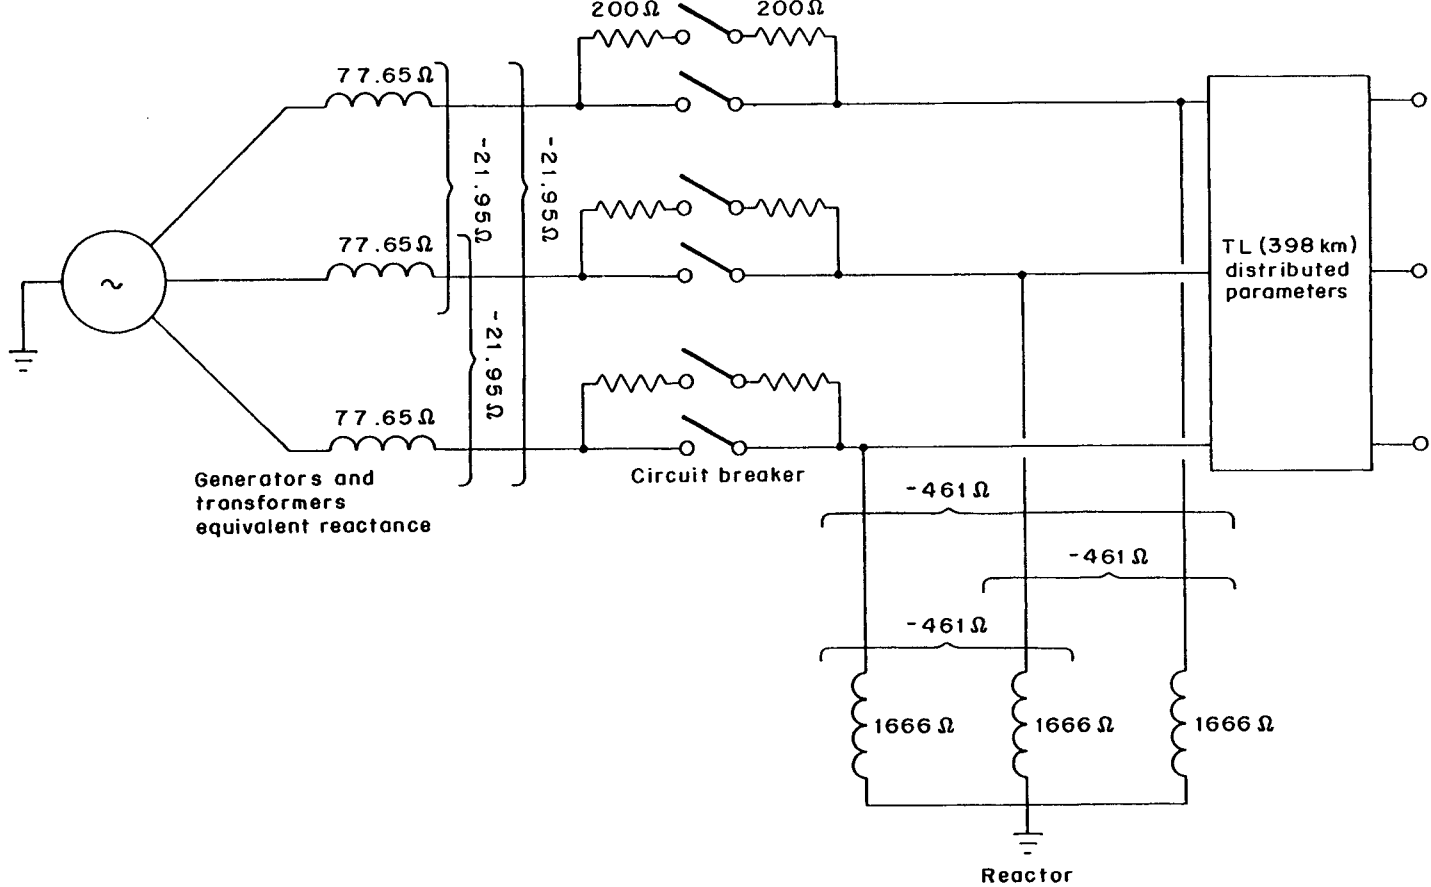 200Ω 200Ω
77.65Ω
-21.95Ω
-21.95Ω
77.65Ω
TL (398 km)
distributed
parameters
-21.95Ω
77.65Ω
Generators and
transformers
equivalent reactance
Circuit breaker
-461Ω
-461Ω
-461Ω
1666Ω 1666Ω 1666Ω
Reactor